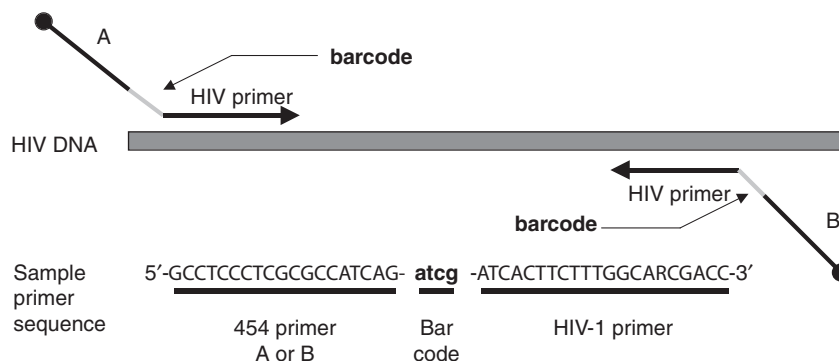 A
barcode
HIV primer
HIV DNA
HIV primer
barcode
B
Sample
primer
sequence
5′-GCCTCCCTCGCGCCATCAG- atcg -ATCACTTCTTTGGCARCGACC-3′
454 primer
A or B
Bar
code
HIV-1 primer